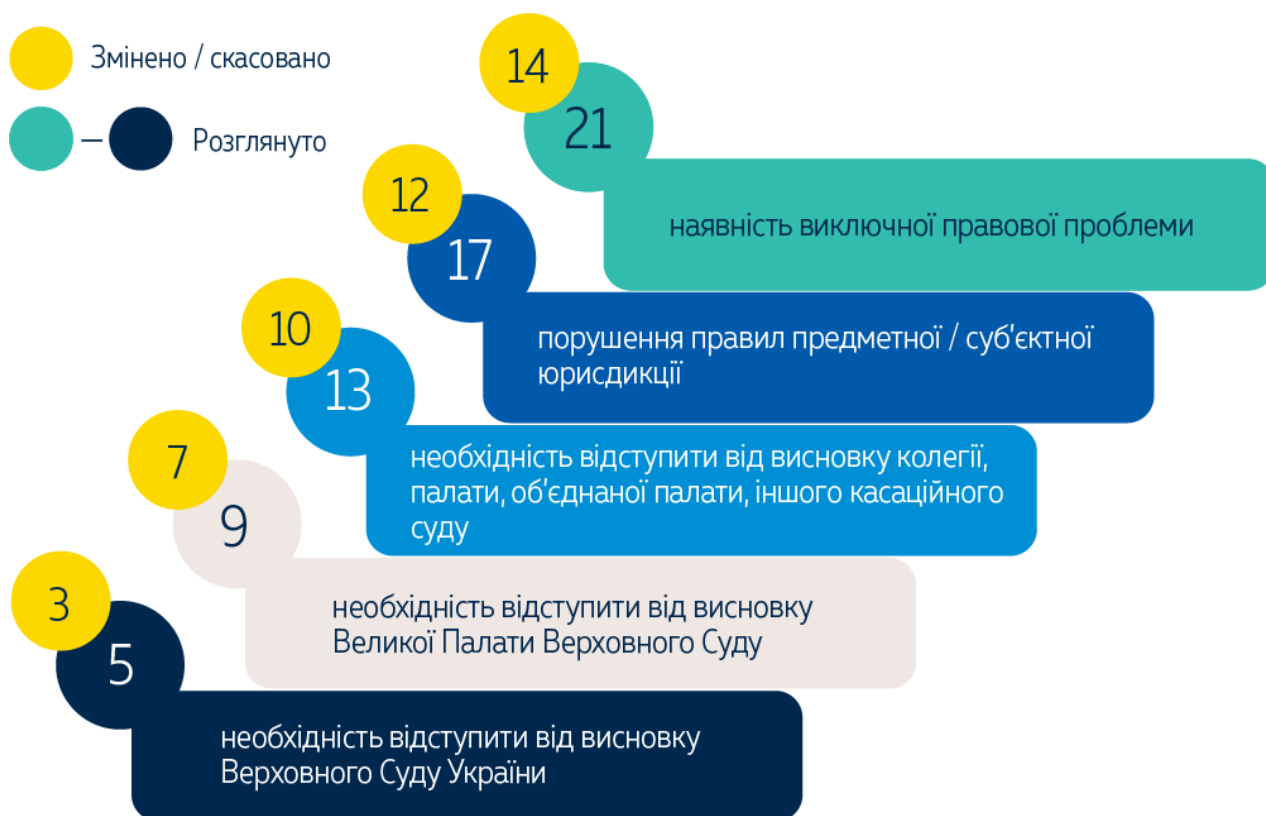 Змінено / скасовано
– Розглянуто
14
21
наявність виключної правової проблеми
12
17
порушення правил предметної / суб’єктної
юрисдикції
10
13
необхідність відступити від висновку колегії,
палати, об’єднаної палати, іншого касаційного
суду
7
9
необхідність відступити від висновку
Великої Палати Верховного Суду
3
5
необхідність відступити від висновку
Верховного Суду України